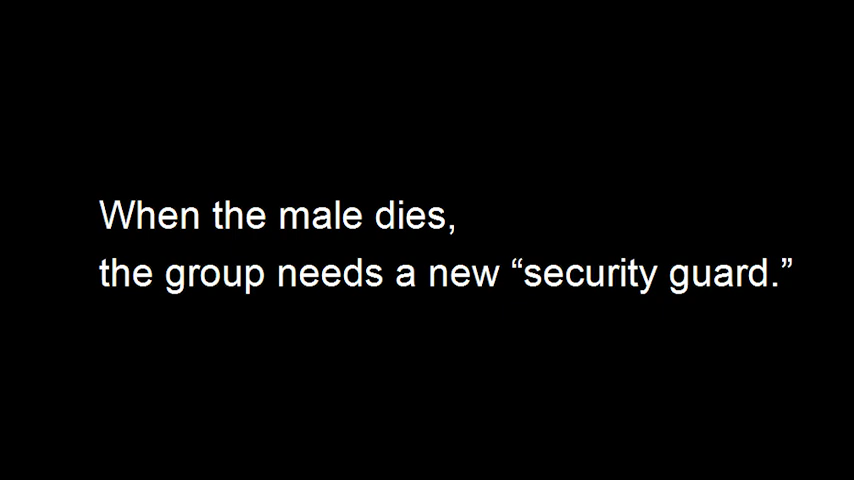 When the male dies,
the group needs a new “security guard.”